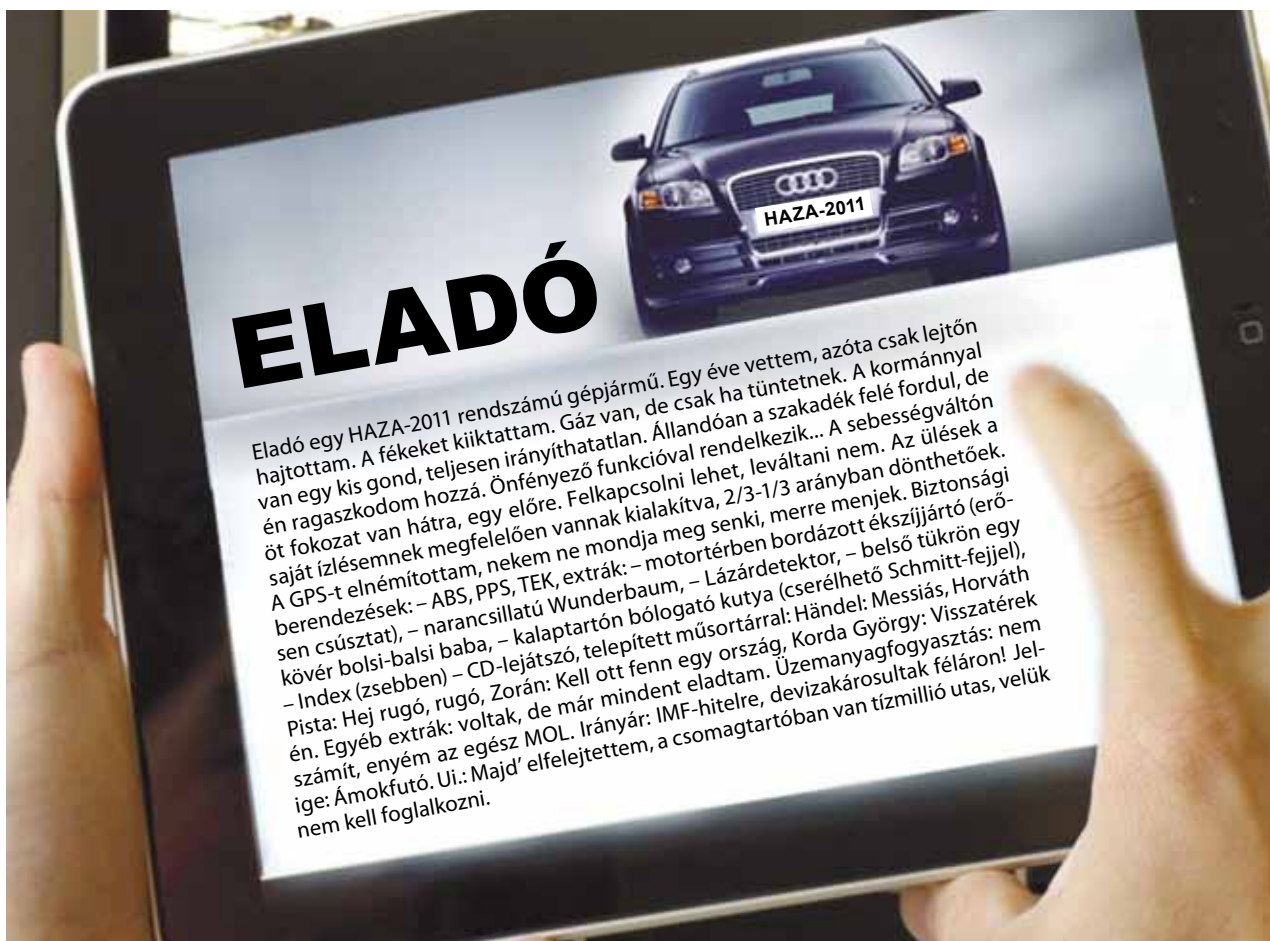 HAZA-2011
ELADÓ
Eladó egy HAZA-2011 rendszámú gépjármű. Egy éve vettem, azóta csak lejtőn
hajtottam. A fékeket kiiktattam. Gáz van, de csak ha tüntetnek. A kormánnyal
van egy kis gond, teljesen irányíthatatlan. Állandóan a szakadék felé fordul, de
én ragaszkodom hozzá. Önfényező funkcióval rendelkezik... A sebességváltón
öt fokozat van hátra, egy előre. Felkapcsolni lehet, leváltani nem. Az ülések a
saját ízlésemnek megfelelően vannak kialakítva, 2/3-1/3 arányban dönthetőek.
A GPS-t elnémítottam, nekem ne mondja meg senki, merre menjek. Biztonsági
berendezések: – ABS, PPS, TEK, extrák: – motortérben bordázott ékszíjjártó (erő-
sen csúsztat), – narancsillatú Wunderbaum, – Lázárdetektor, – belső tükrön egy
kövér bolsi-balsi baba, – kalaptartón bólogató kutya (cserélhető Schmitt-fejjel),
– Index (zsebben) – CD-lejátszó, telepített műsortárral: Händel: Messiás, Horváth
Pista: Hej rugó, rugó, Zorán: Kell ott fenn egy ország, Korda György: Visszatérek
én. Egyéb extrák: voltak, de már mindent eladtam. Üzemanyagfogyasztás: nem
számít, enyém az egész MOL. Irányár: IMF-hitelre, devizakárosultak féláron! Jel-
ige: Ámokfutó. Ui.: Majd’ elfelejtettem, a csomagtartóban van tízmillió utas, velük
nem kell foglalkozni.